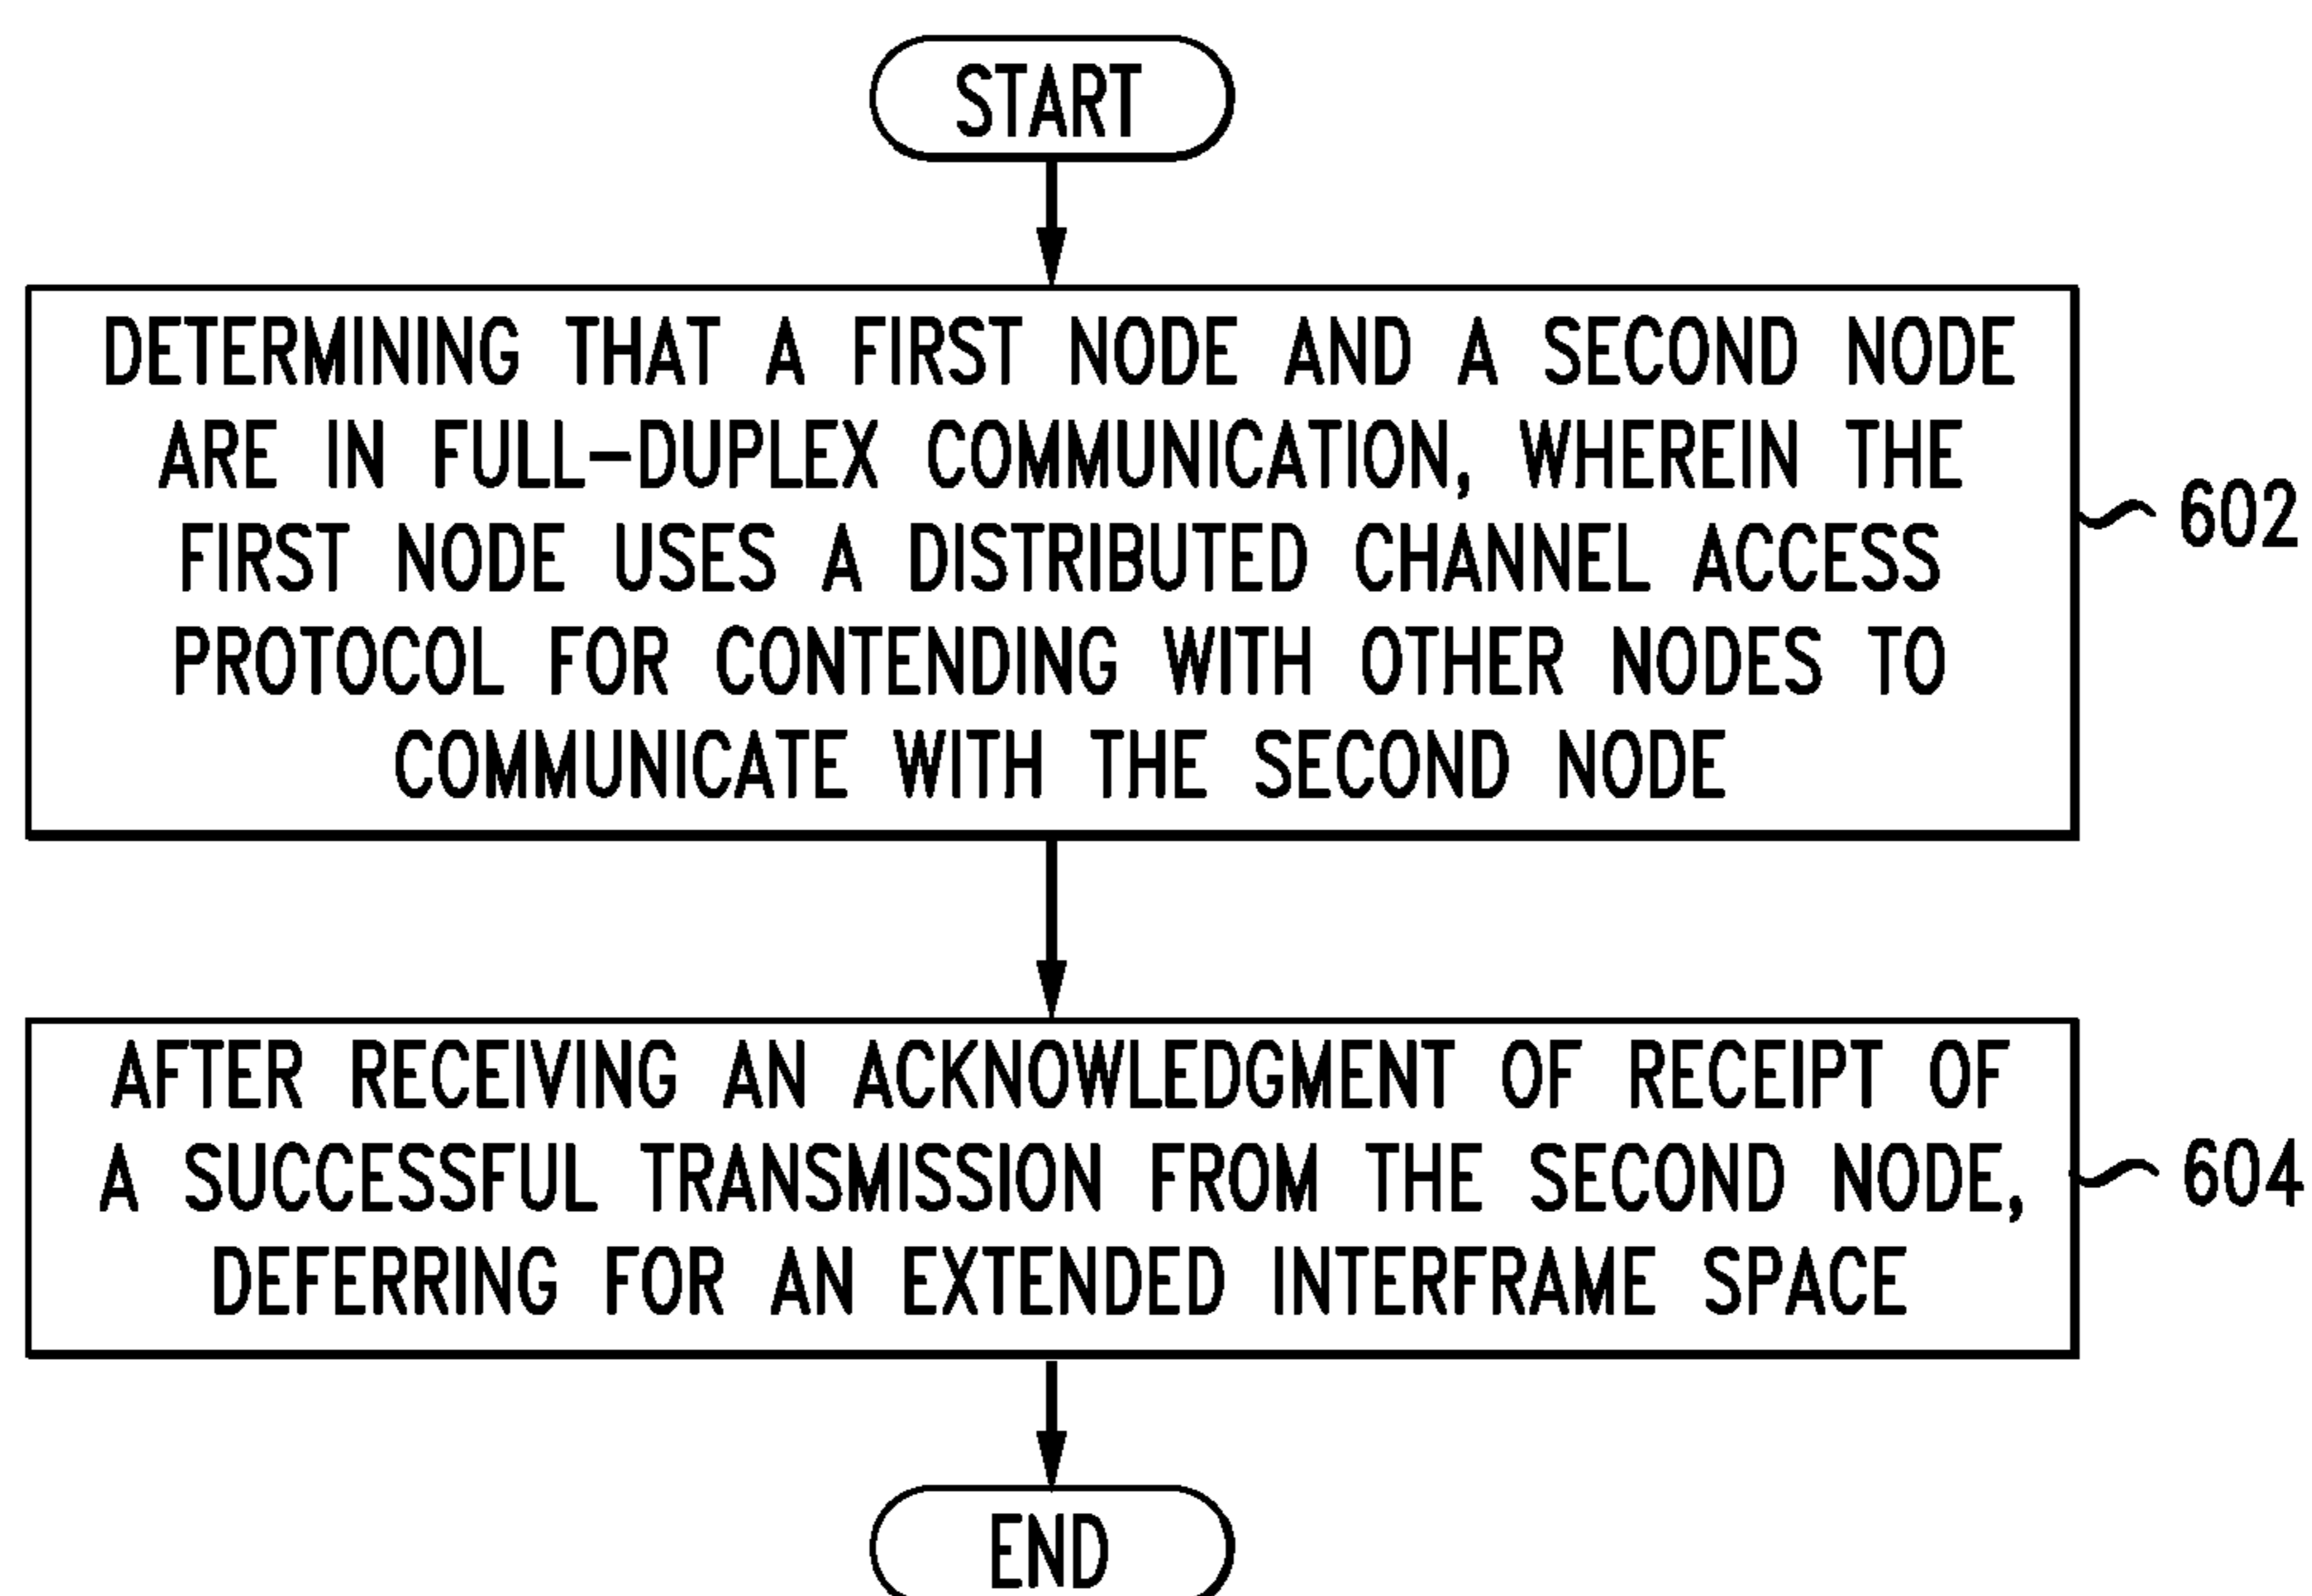 START
DETERMINING THAT A FIRST NODE AND A SECOND NODE
ARE IN FULL-DUPLEX COMMUNICATION, WHEREIN THE
FIRST NODE USES A DISTRIBUTED CHANNEL ACCESS
PROTOCOL FOR CONTENDING WITH OTHER NODES TO
COMMUNICATE WITH THE SECOND NODE
602
AFTER RECEIVING AN ACKNOWLEDGMENT OF RECEIPT OF
A SUCCESSFUL TRANSMISSION FROM THE SECOND NODE,
DEFERRING FOR AN EXTENDED INTERFRAME SPACE
604
END